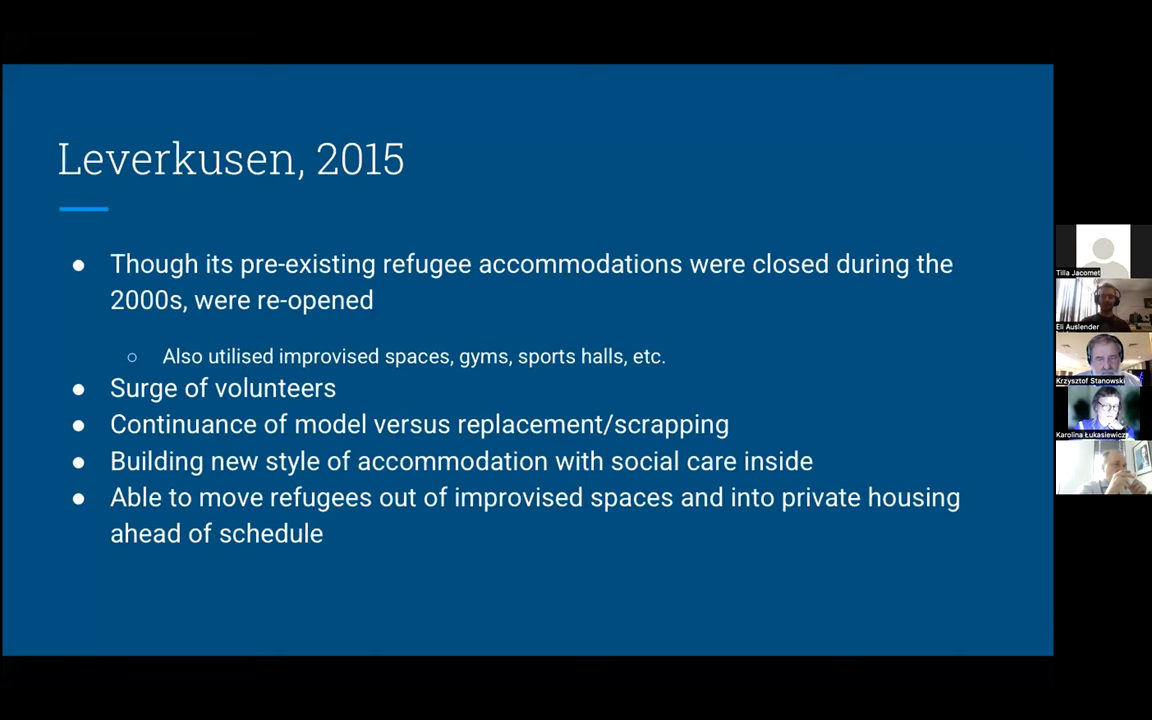 Leverkusen, 2015
● Though its pre-existing refugee accommodations were closed during the
2000s, were re-opened
○ Also utilised improvised spaces, gyms, sports halls, etc.
● Surge of volunteers
● Continuance of model versus replacement/scrapping
● Building new style of accommodation with social care inside
● Able to move refugees out of improvised spaces and into private housing
ahead of schedule
Tilla Jacomet
Eli Auslender
Krzysztof Stanowski
Karolina Łukasiewicz